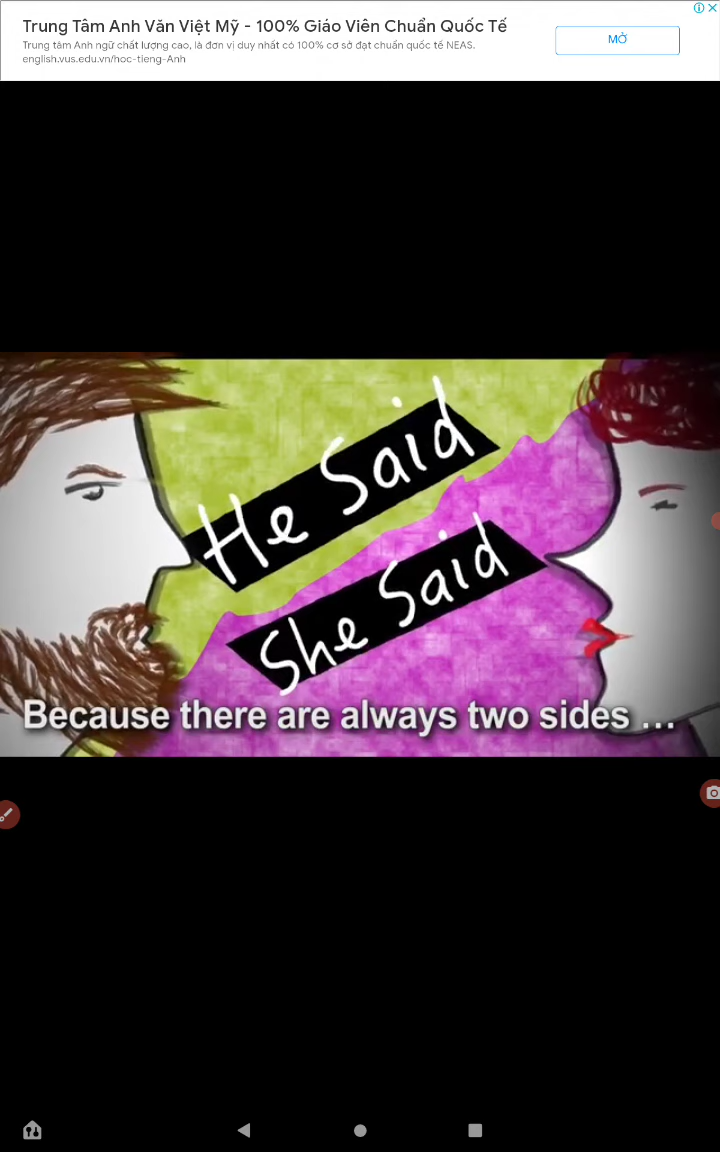 Trung Tâm Anh Văn Việt Mỹ - 100% Giáo Viên Chuẩn Quốc Tế
Trung tâm Anh ngữ chất lượng cao, là đơn vị duy nhất có 100% cơ sở đạt chuẩn quốc tế NEAS.
english.vus.edu.vn/hoc-tieng-Anh
MỞ
He Said
She Said
Because there are always two sides ...